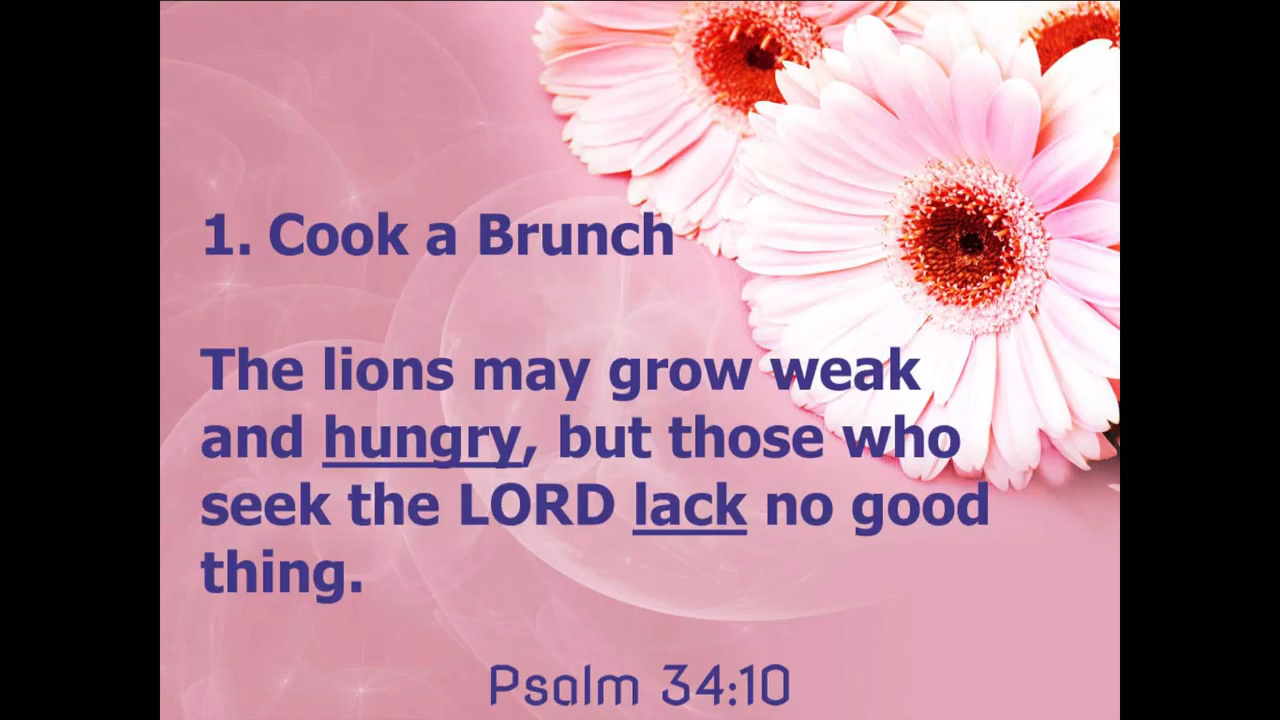 1. Cook a Brunch
The lions may grow weak
and hungry, but those who
seek the LORD lack no good
thing.
Psalm 34:10